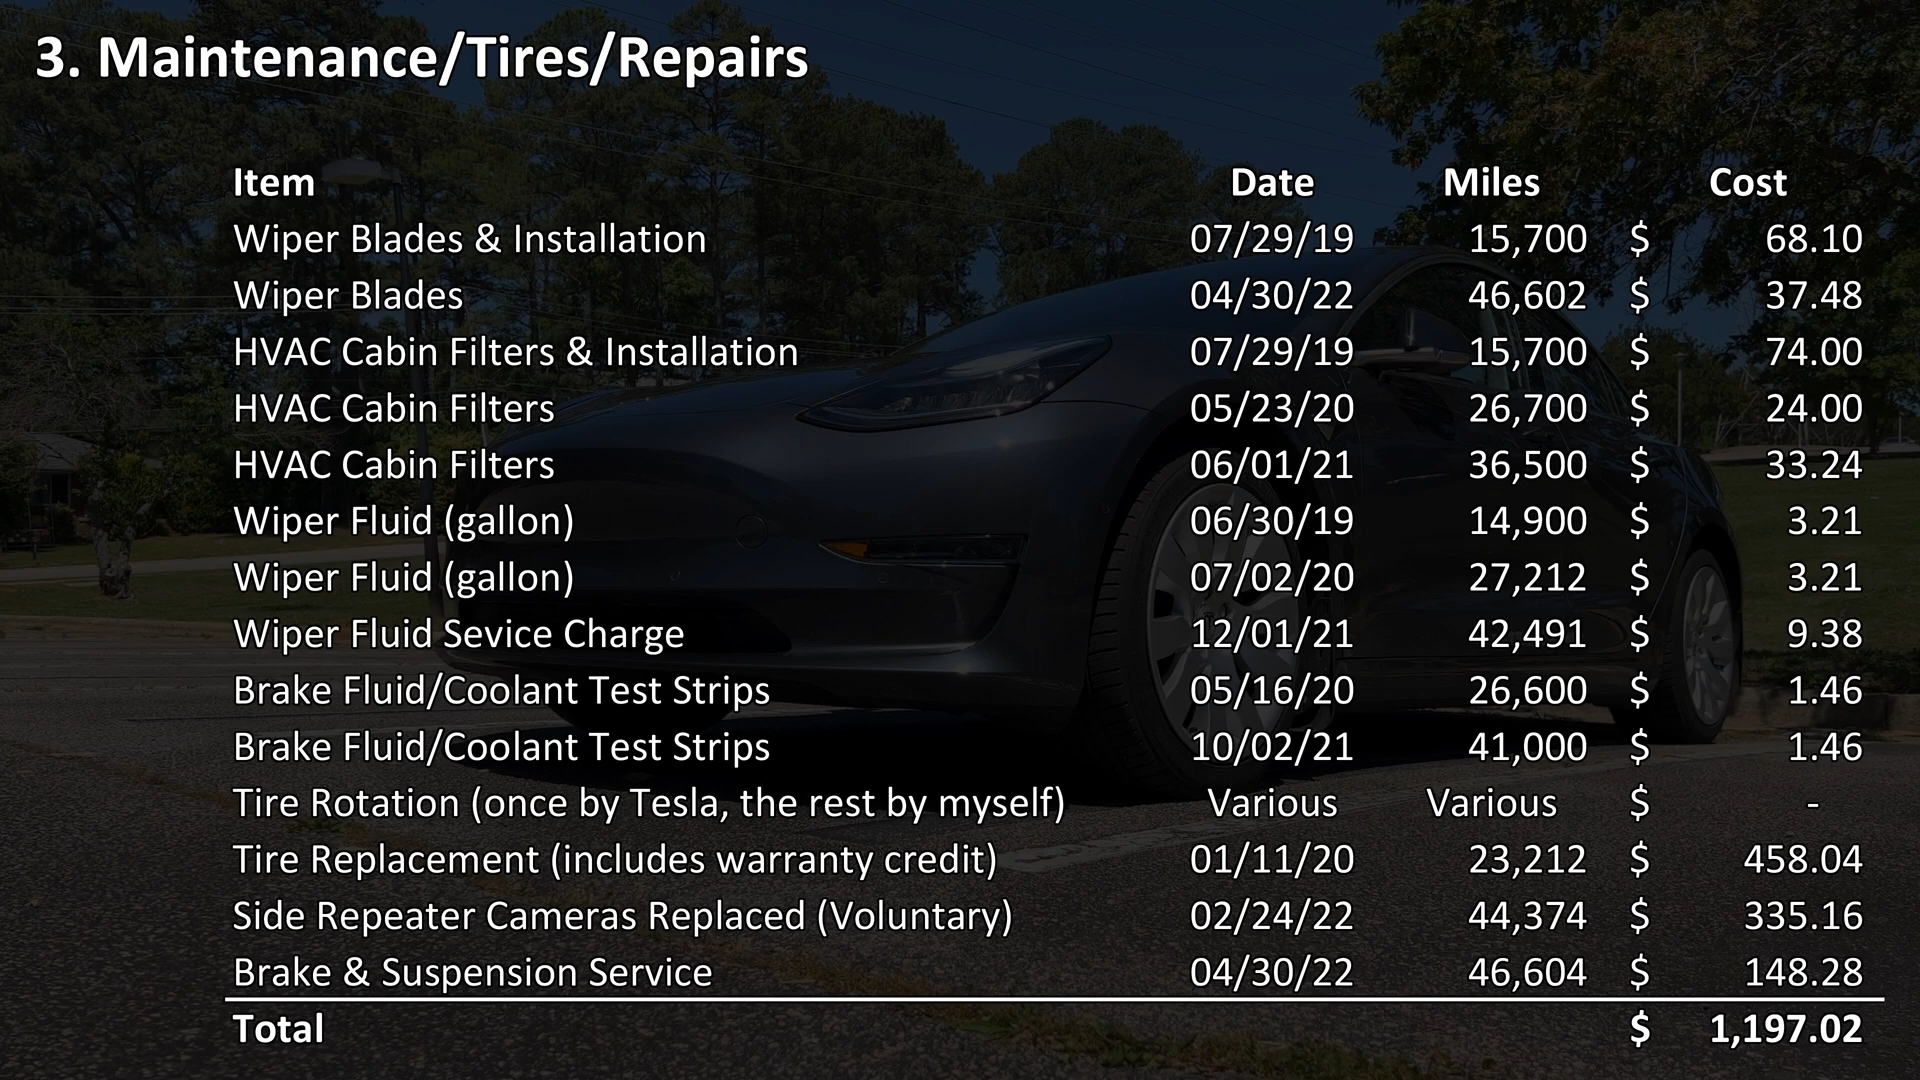 3. Maintenance/Tires/Repairs
Item Date Miles Cost
Wiper Blades & Installation 07/29/19 15,700 $ 68.10
Wiper Blades 04/30/22 46,602 $ 37.48
HVAC Cabin Filters & Installation 07/29/19 15,700 $ 74.00
HVAC Cabin Filters 05/23/20 26,700 $ 24.00
HVAC Cabin Filters 06/01/21 36,500 $ 33.24
Wiper Fluid (gallon) 06/30/19 14,900 $ 3.21
Wiper Fluid (gallon) 07/02/20 27,212 $ 3.21
Wiper Fluid Sevice Charge 12/01/21 42,491 $ 9.38
Brake Fluid/Coolant Test Strips 05/16/20 26,600 $ 1.46
Brake Fluid/Coolant Test Strips 10/02/21 41,000 $ 1.46
Tire Rotation (once by Tesla, the rest by myself) Various Various $ -
Tire Replacement (includes warranty credit) 01/11/20 23,212 $ 458.04
Side Repeater Cameras Replaced (Voluntary) 02/24/22 44,374 $ 335.16
Brake & Suspension Service 04/30/22 46,604 $ 148.28
Total $ 1,197.02